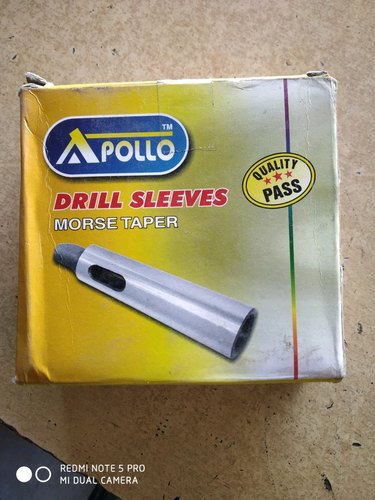 APOLLO
TM
DRILL SLEEVES
MORSE TAPER
QUALITY
PASS
REDMI NOTE 5 PRO
MI DUAL CAMERA